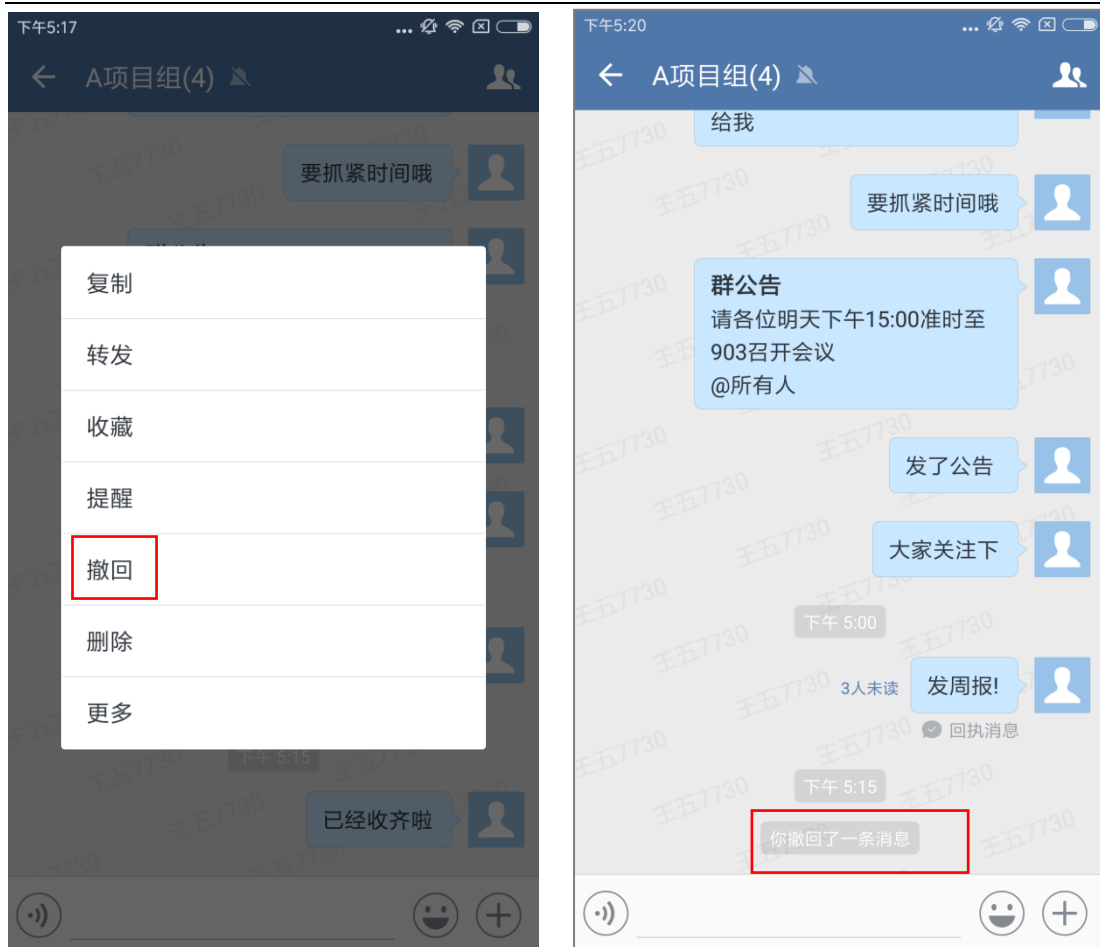 下午5:17
A项目组(4)
要抓紧时间哦
复制
转发
收藏
提醒
撤回
删除
更多
下午 5:15
已经收齐啦
下午5:20
A项目组(4)
给我
要抓紧时间哦
群公告
请各位明天下午15:00准时至
903召开会议
@所有人
发了公告
大家关注下
下午 5:00
3人未读
发周报!
回执消息
下午 5:15
你撤回了一条消息
王五7730